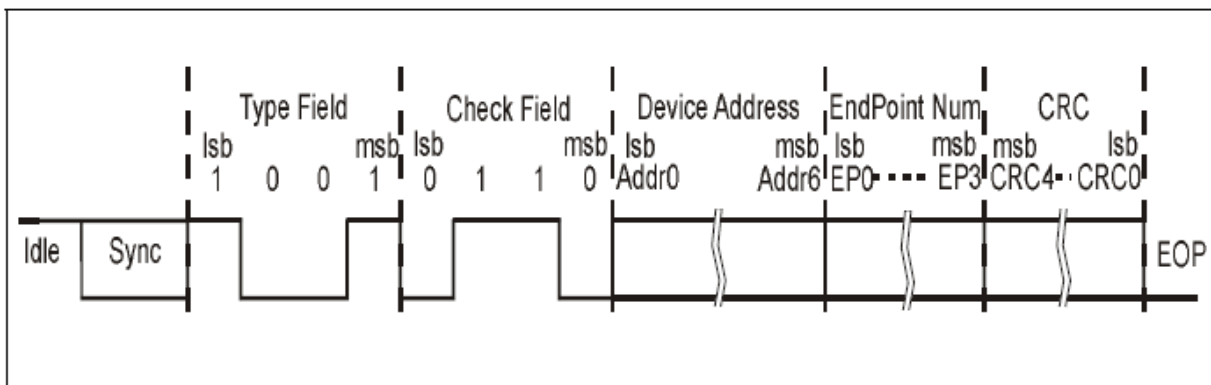 Type Field Check Field Device Address EndPoint Num CRC
lsb msb lsb msb lsb msb lsb msb msb lsb
1 0 0 1 0 1 1 0 Addr0 Addr6 EP0 EP3 CRC4 CRC0
Idle Sync EOP